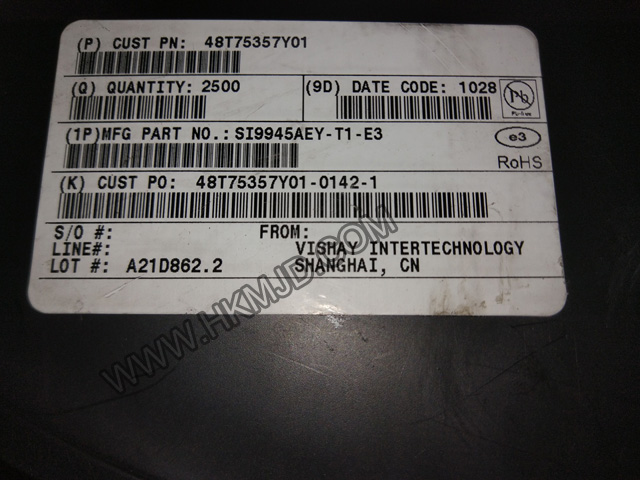 (P) CUST PN: 48T75357Y01
(Q) QUANTITY: 2500
(9D) DATE CODE: 1028
Pb
(1P)MFG PART NO.: SI9945AEY-T1-E3
e3
RoHS
(K) CUST PO: 48T75357Y01-0142-1
S/O #:
FROM:
LINE#:
VISHAY INTERTECHNOLOGY
LOT #: A21D862.2
SHANGHAI, CN
WWW.HKMJD.COM